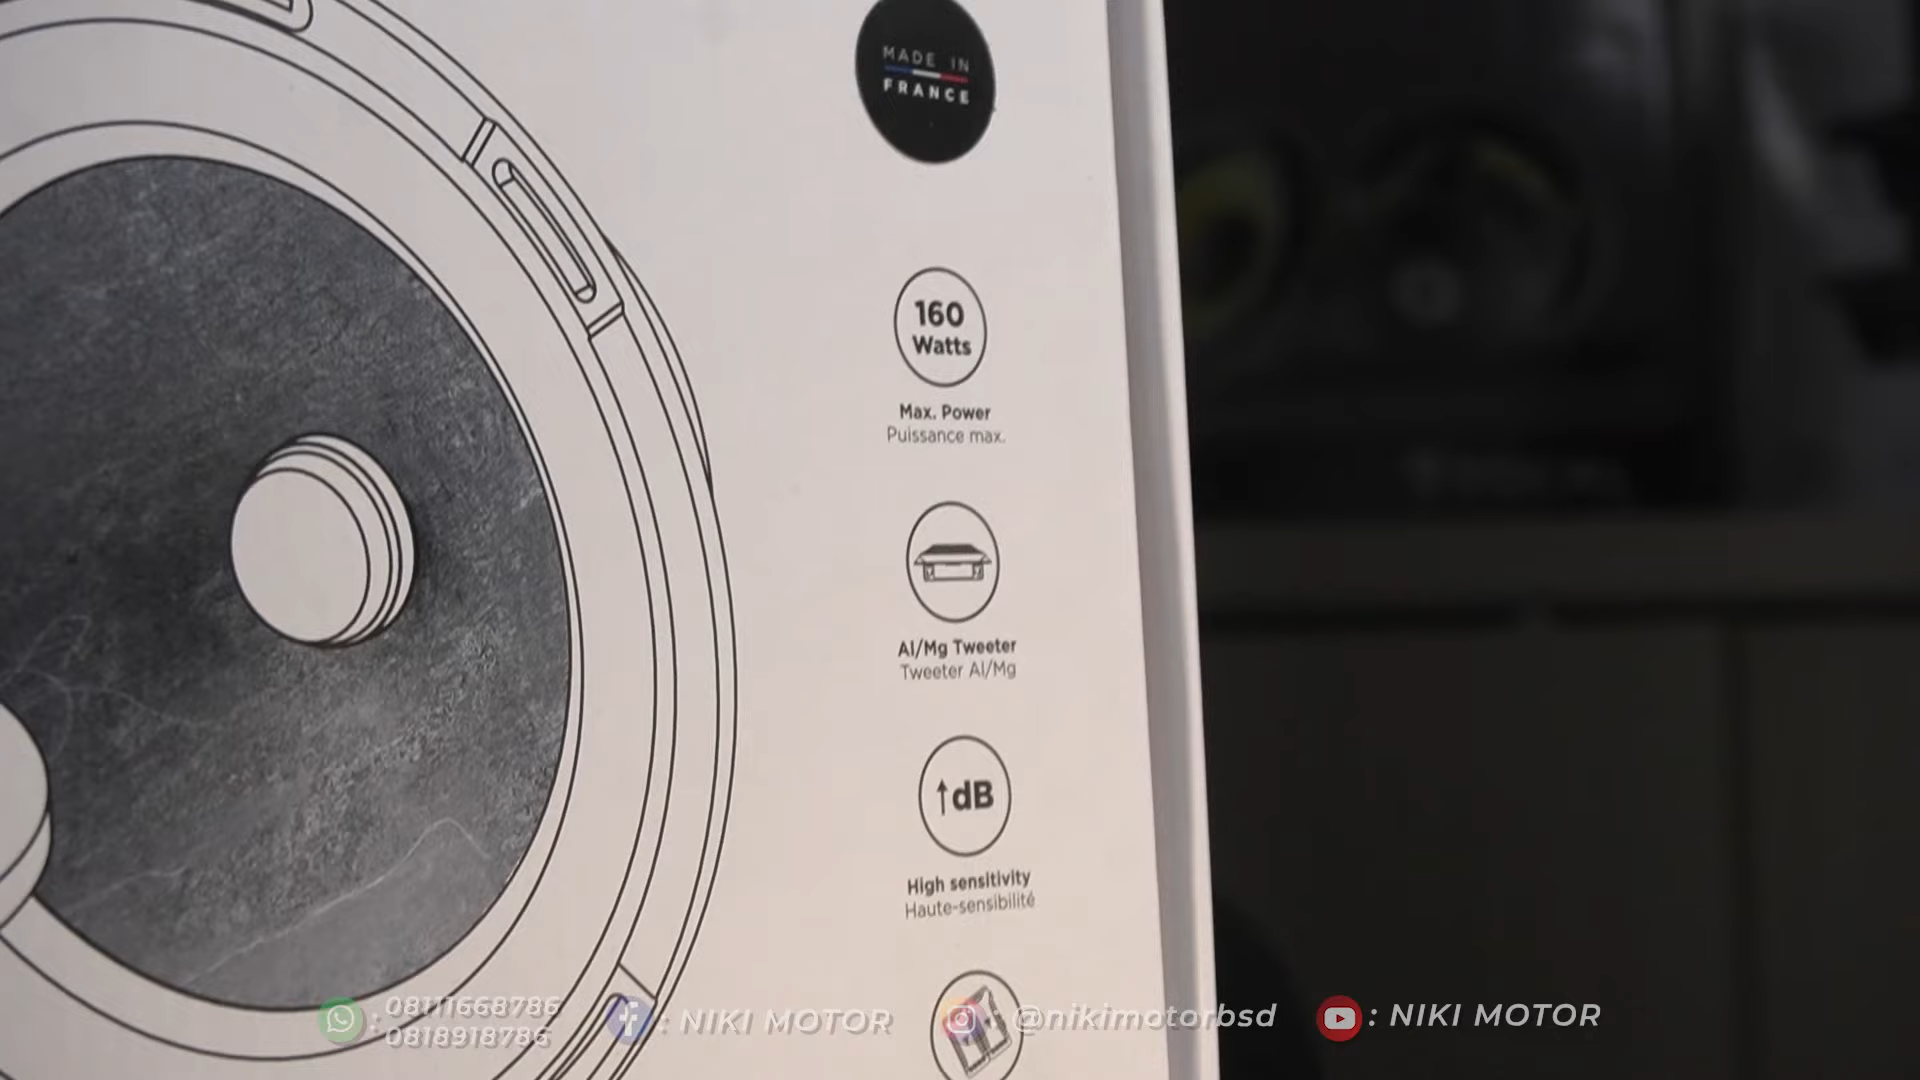 MADE IN
FRANCE
160
Watts
Max. Power
Puissance max.
Al/Mg Tweeter
Tweeter Al/Mg
↑dB
High sensitivity
Haute-sensibilité
: 08111668786
0818918786
: NIKI MOTOR
: @nikimotorbsd
: NIKI MOTOR